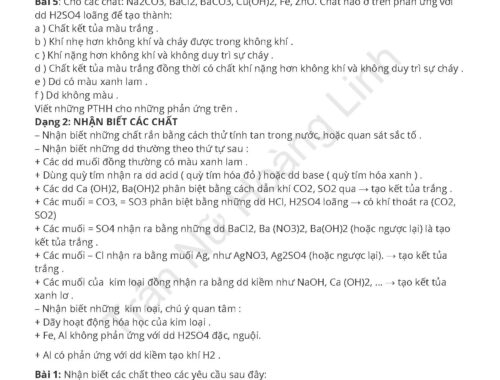 Bài 5: Cho các chất: Na2CO3, BaCl2, BaCO3, Cu(OH)2, Fe, ZnO. Chất nào ở trên phản ứng với
dd H2SO4 loãng để tạo thành:
a ) Chất kết tủa màu trắng .
b ) Khí nhẹ hơn không khí và cháy được trong không khí .
c ) Khí nặng hơn không khí và không duy trì sự cháy .
d ) Chất kết tủa màu trắng đồng thời có chất khí nặng hơn không khí và không duy trì sự cháy .
e ) Dd có màu xanh lam .
f ) Dd không màu .
Viết những PTHH cho những phản ứng trên .
Dạng 2: NHẬN BIẾT CÁC CHẤT
– Nhận biết những chất rắn bằng cách thử tính tan trong nước, hoặc quan sát sắc tố .
– Nhận biết những dd thường theo thứ tự sau :
+ Các dd muối đồng thường có màu xanh lam .
+ Dùng quỳ tím nhận ra dd acid ( quỳ tím hóa đỏ ) hoặc dd base ( quỳ tím hóa xanh ) .
+ Các dd Ca (OH)2, Ba(OH)2 phân biệt bằng cách dẫn khí CO2, SO2 qua → tạo kết tủa trắng .
+ Các muối = CO3, = SO3 phân biệt bằng những dd HCl, H2SO4 loãng → có khí thoát ra (CO2,
SO2)
+ Các muối = SO4 nhận ra bằng những dd BaCl2, Ba (NO3)2, Ba(OH)2 (hoặc ngược lại) là tạo
kết tủa trắng .
+ Các muối – Cl nhận ra bằng muối Ag, như AgNO3, Ag2SO4 (hoặc ngược lại). → tạo kết tủa
trắng .
+ Các muối của kim loại đồng nhận ra bằng dd kiềm như NaOH, Ca (OH)2, ... → tạo kết tủa
xanh lơ .
– Nhận biết những kim loại, chú ý quan tâm :
+ Dãy hoạt động hóa học của kim loại .
+ Fe, Al không phản ứng với dd H2SO4 đặc, nguội.
+ Al có phản ứng với dd kiềm tạo khí H2 .
Bài 1: Nhận biết các chất theo các yêu cầu sau đây:
Trần Nữ Hoàng Linh